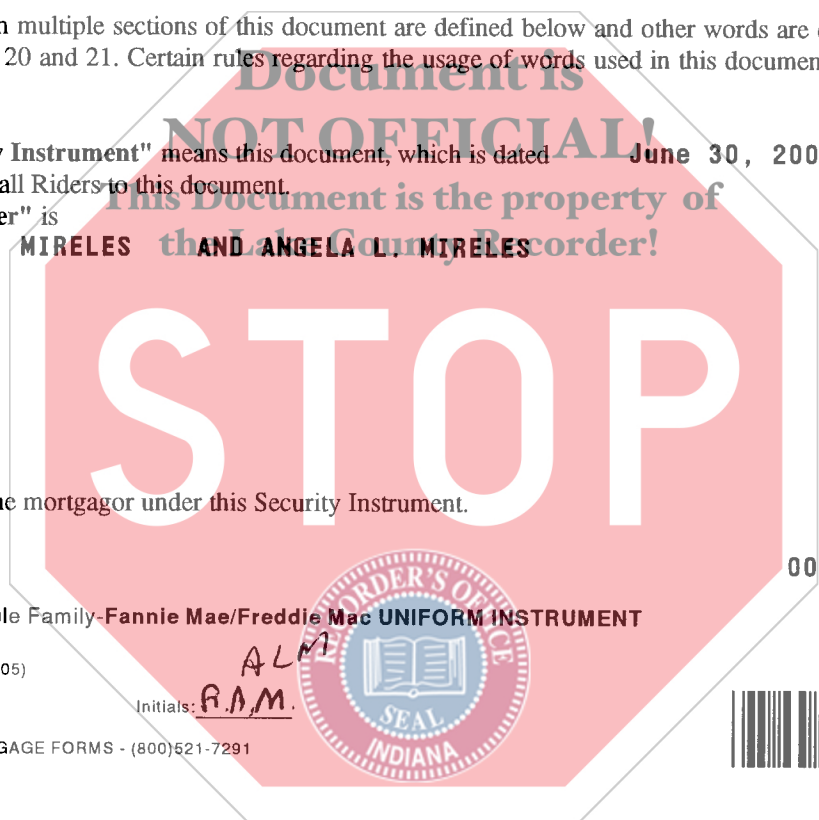 multiple sections of this document are defined below and other words are
20 and 21. Certain rules regarding the usage of words used in this documen
Document is
NOT OFFICIAL!
Instrument" means this document, which is dated June 30, 200
all Riders to this document.
This Document is the property of
er" is
the Lake County Recorder!
MIRELES AND ANGELA L. MIRELES
STOP
e mortgagor under this Security Instrument.
00
RECORDER'S OFFICE
le Family-Fannie Mae/Freddie Mac UNIFORM INSTRUMENT
ALM
05)
Initials: R.A.M.
SEAL
INDIANA
GAGE FORMS - (800)521-7291